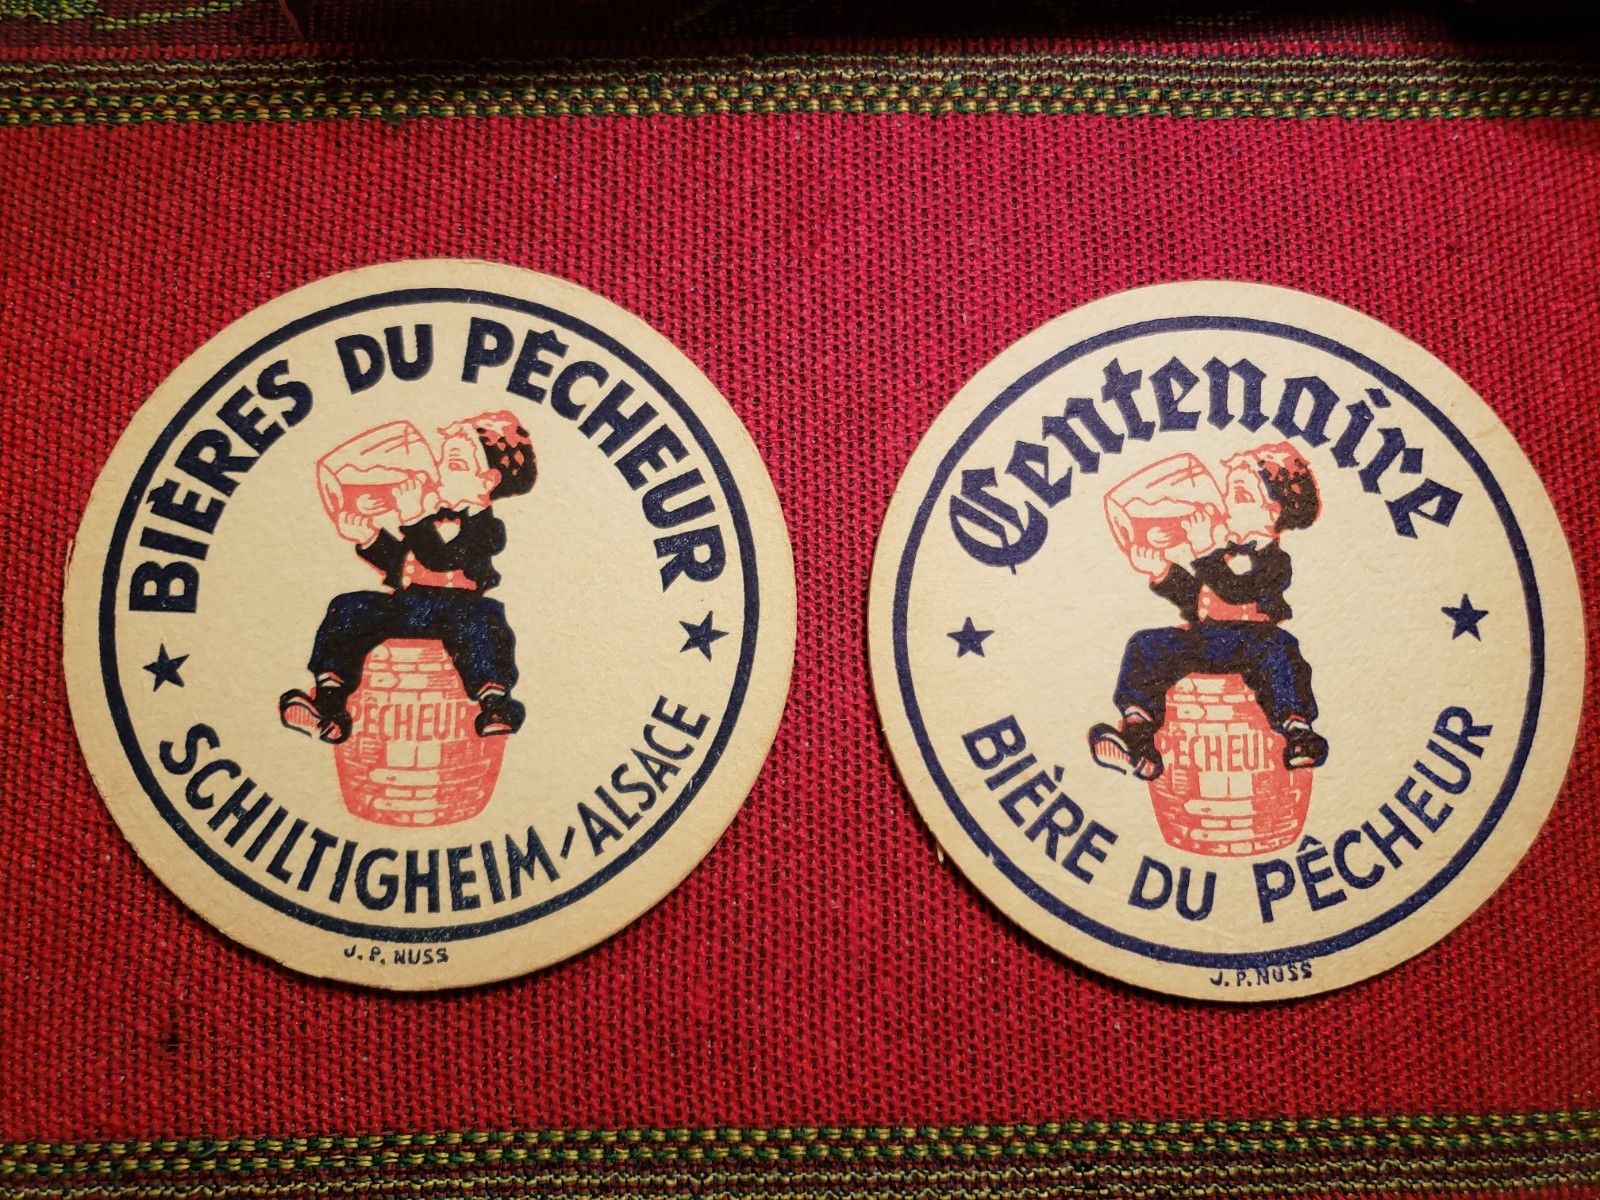 BIÈRES DU PÊCHEUR
PÊCHEUR
SCHILTIGHEIM-ALSACE
J. P. NUSS
Centenaire
PÊCHEUR
BIÈRE DU PÊCHEUR
J. P. NUSS